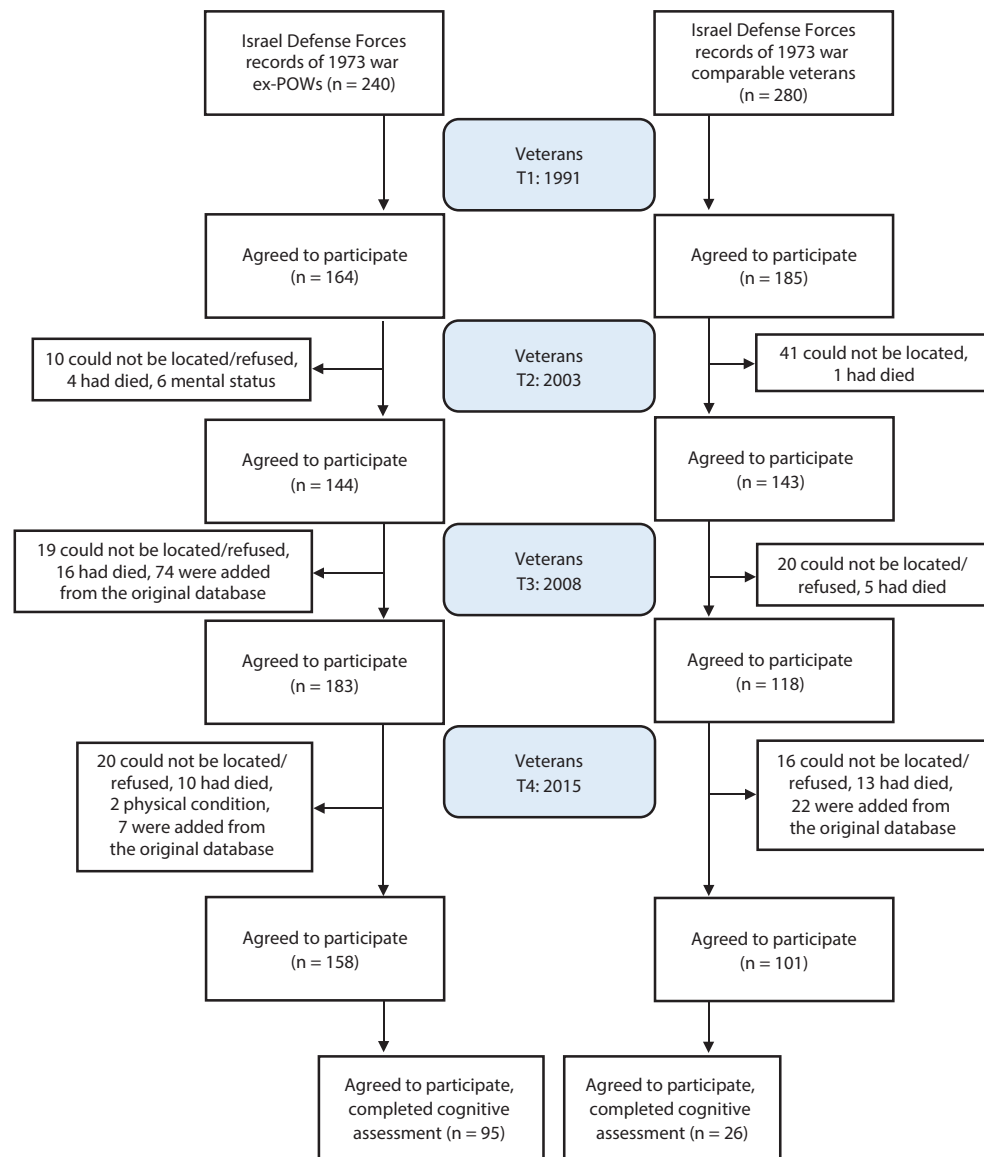 Israel Defense Forces
records of 1973 war
ex-POWs (n = 240)
Israel Defense Forces
records of 1973 war
comparable veterans
(n = 280)
Veterans
T1: 1991
Agreed to participate
(n = 164)
Agreed to participate
(n = 185)
10 could not be located/refused,
4 had died, 6 mental status
Veterans
T2: 2003
41 could not be located,
1 had died
Agreed to participate
(n = 144)
Agreed to participate
(n = 143)
19 could not be located/refused,
16 had died, 74 were added
from the original database
Veterans
T3: 2008
20 could not be located/
refused, 5 had died
Agreed to participate
(n = 183)
Agreed to participate
(n = 118)
20 could not be located/
refused, 10 had died,
2 physical condition,
7 were added from
the original database
Veterans
T4: 2015
16 could not be located/
refused, 13 had died,
22 were added from
the original database
Agreed to participate
(n = 158)
Agreed to participate
(n = 101)
Agreed to participate,
completed cognitive
assessment (n = 95)
Agreed to participate,
completed cognitive
assessment (n = 26)